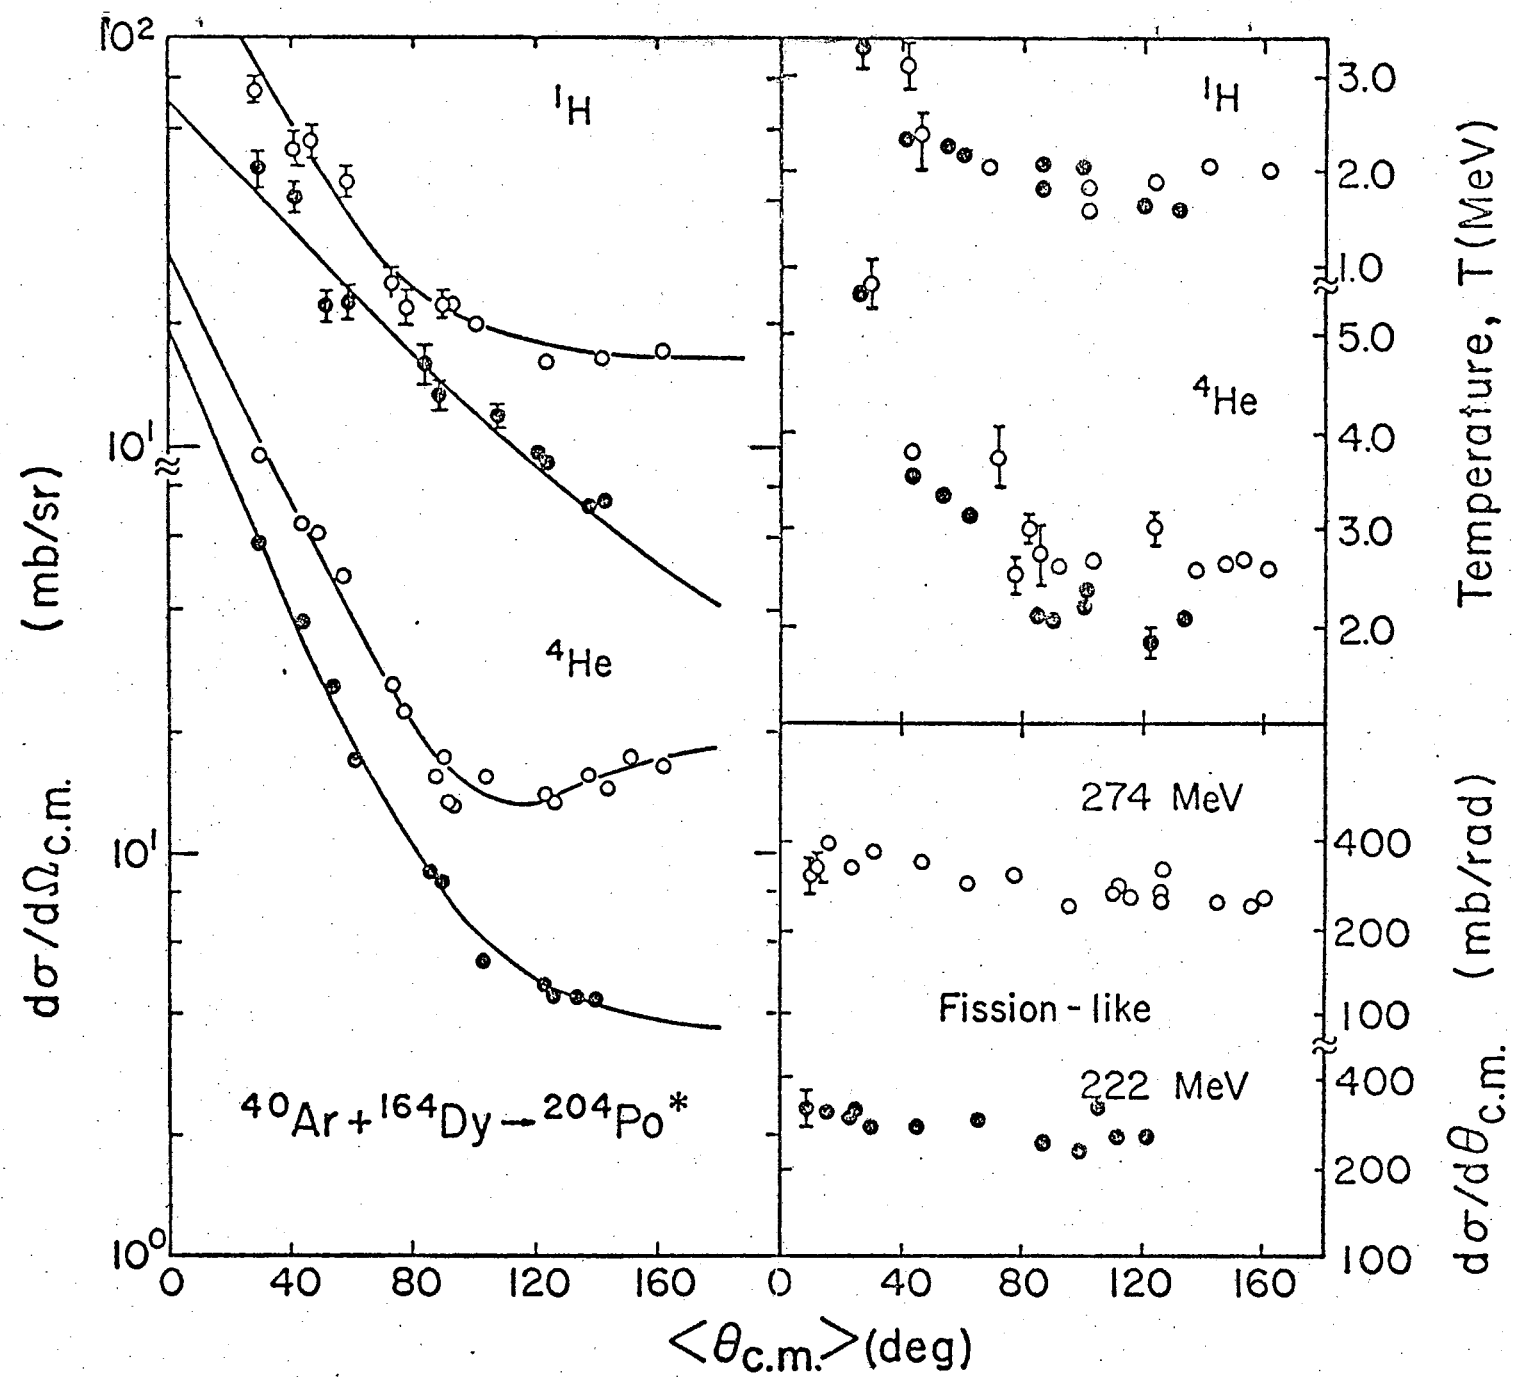 10²
10¹
10¹
10⁰
dσ/dΩc.m. (mb/sr)
¹H
⁴He
⁴⁰Ar + ¹⁶⁴Dy → ²⁰⁴Po*
0 40 80 120 160
¹H
⁴He
3.0
2.0
1.0
5.0
4.0
3.0
2.0
Temperature, T (MeV)
274 MeV
Fission-like
222 MeV
400
200
100
400
200
100
dσ/dθc.m. (mb/rad)
0 40 80 120 160
<θc.m.> (deg)